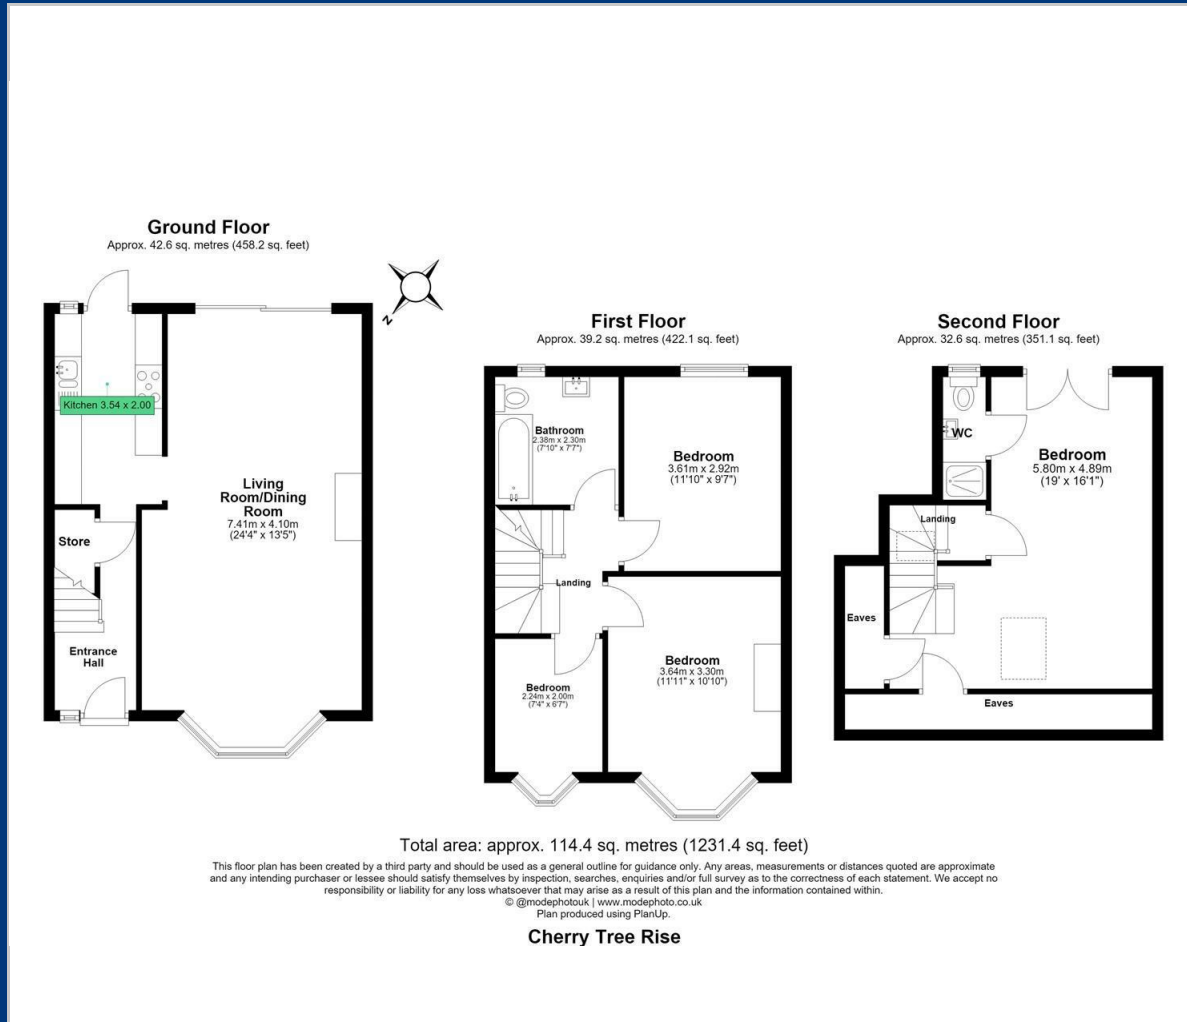 Ground Floor
Approx. 42.6 sq. metres (458.2 sq. feet)
N
Kitchen 3.54 x 2.00
Living
Room/Dining
Room
7.41m x 4.10m
(24'4" x 13'5")
Store
Entrance
Hall
First Floor
Approx. 39.2 sq. metres (422.1 sq. feet)
Bathroom
2.38m x 2.30m
(7'10" x 7'7")
Bedroom
3.61m x 2.92m
(11'10" x 9'7")
Landing
Bedroom
3.64m x 3.30m
(11'11" x 10'10")
Bedroom
2.24m x 2.00m
(7'4" x 6'7")
Second Floor
Approx. 32.6 sq. metres (351.1 sq. feet)
WC
Bedroom
5.80m x 4.89m
(19' x 16'1")
Landing
Eaves
Eaves
Total area: approx. 114.4 sq. metres (1231.4 sq. feet)
This floor plan has been created by a third party and should be used as a general outline for guidance only. Any areas, measurements or distances quoted are approximate
and any intending purchaser or lessee should satisfy themselves by inspection, searches, enquiries and/or full survey as to the correctness of each statement. We accept no
responsibility or liability for any loss whatsoever that may arise as a result of this plan and the information contained within.
© @modephotouk | www.modephoto.co.uk
Plan produced using PlanUp.
Cherry Tree Rise